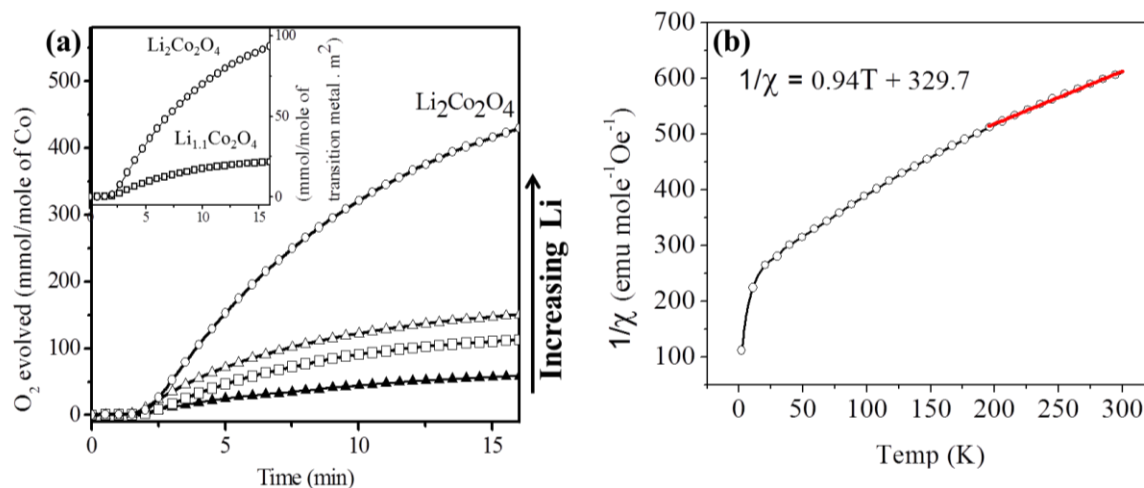 (a)
Li₂Co₂O₄
Li₁.₁Co₂O₄
100
50
0
5
10
15
(mmol/mole of
transition metal . m²)
Li₂Co₂O₄
500
400
300
200
100
0
0
5
10
15
O₂ evolved (mmol/mole of Co)
Time (min)
Increasing Li
(b)
1/χ = 0.94T + 329.7
700
600
500
400
300
200
100
0
50
100
150
200
250
300
1/χ (emu mole⁻¹Oe⁻¹)
Temp (K)